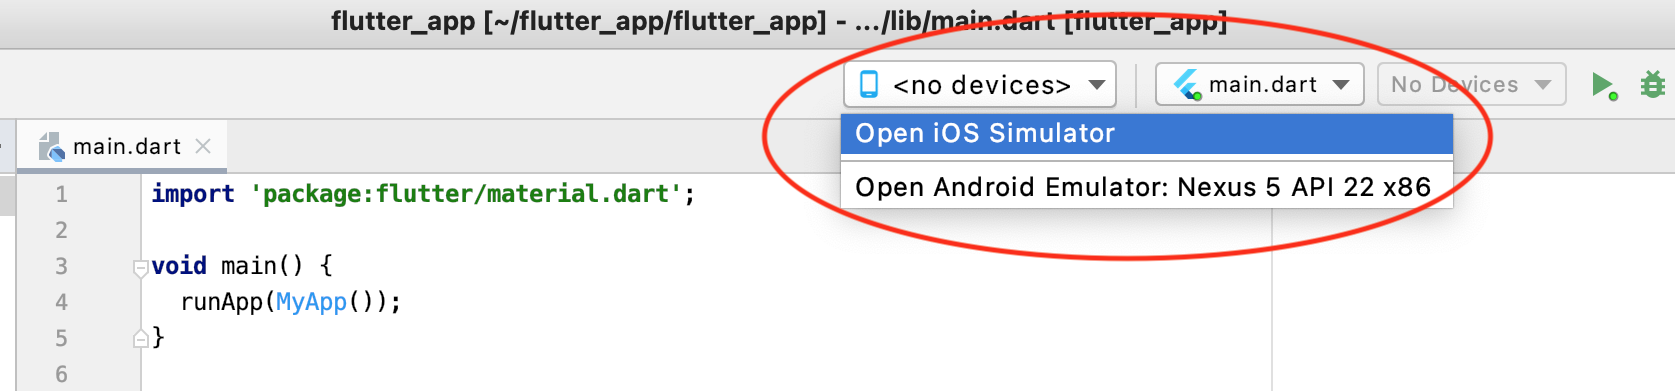 flutter_app [~/flutter_app/flutter_app] - .../lib/main.dart [flutter_app]
<no devices> main.dart No Devices
Open iOS Simulator
Open Android Emulator: Nexus 5 API 22 x86
main.dart
1 import 'package:flutter/material.dart';
2
3 void main() {
4 runApp(MyApp());
5 }
6